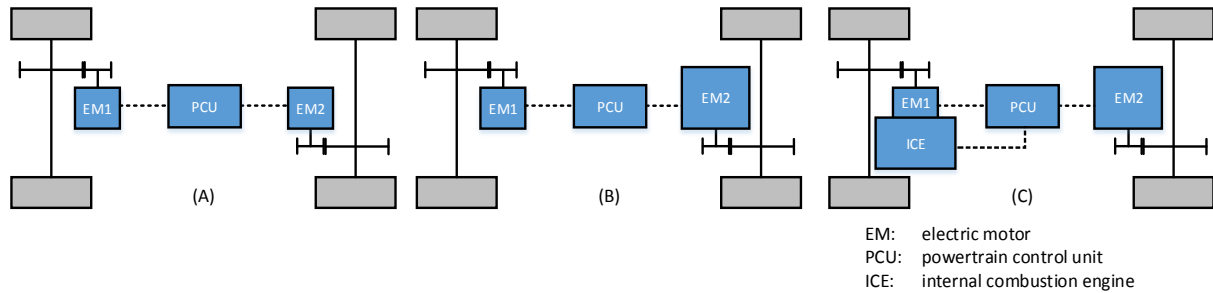 EM1 PCU EM2
(A)
EM1 PCU EM2
(B)
EM1 PCU EM2
ICE
(C)
EM: electric motor
PCU: powertrain control unit
ICE: internal combustion engine